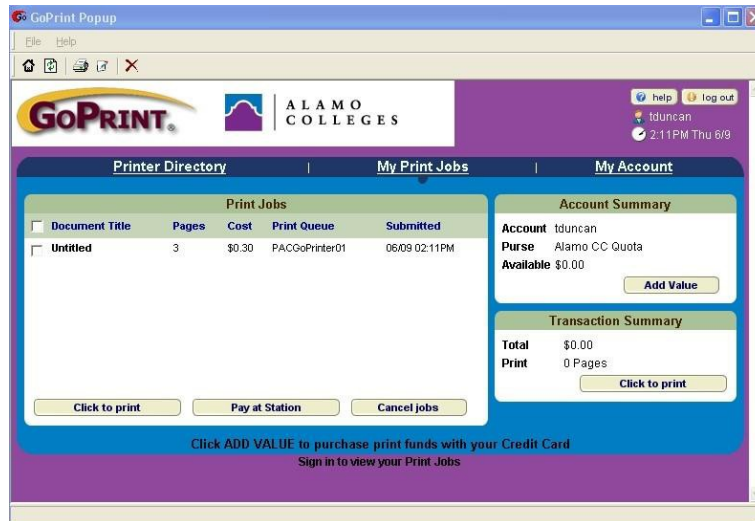 GoPrint Popup
File Help
GOPRINT®
ALAMO
COLLEGES
help log out
tduncan
2:11PM Thu 6/9
Printer Directory | My Print Jobs | My Account
Print Jobs
Document Title Pages Cost Print Queue Submitted
Untitled 3 $0.30 PACGoPrinter01 06/09 02:11PM
Click to print Pay at Station Cancel jobs
Account Summary
Account tduncan
Purse Alamo CC Quota
Available $0.00
Add Value
Transaction Summary
Total $0.00
Print 0 Pages
Click to print
Click ADD VALUE to purchase print funds with your Credit Card
Sign in to view your Print Jobs